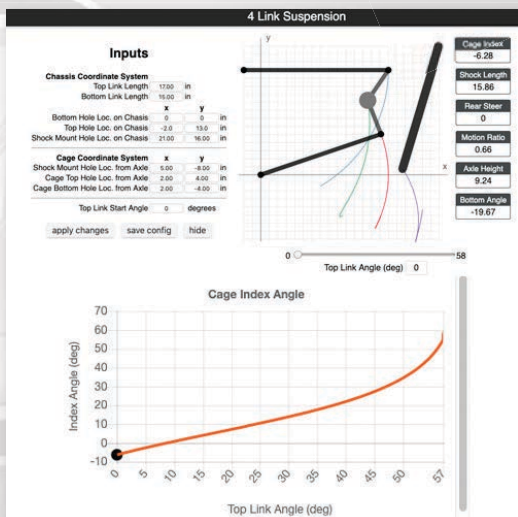 4 Link Suspension
Inputs
Chassis Coordinate System
Top Link Length 17.00 in
Bottom Link Length 15.00 in
x y
Bottom Hole Loc. on Chasis 0 0 in
Top Hole Loc. on Chasis -2.0 13.0 in
Shock Mount Hole Loc. on Chasis 21.00 16.00 in
Cage Coordinate System x y
Shock Mount Hole Loc. from Axle 5.00 -8.00 in
Cage Top Hole Loc. from Axle 2.00 4.00 in
Cage Bottom Hole Loc. from Axle 2.00 -4.00 in
Top Link Start Angle 0 degrees
apply changes save config hide
y
x
0 58
Top Link Angle (deg) 0
Cage Index
-6.28
Shock Length
15.86
Rear Steer
0
Motion Ratio
0.66
Axle Height
9.24
Bottom Angle
-19.67
Cage Index Angle
Index Angle (deg)
70
60
50
40
30
20
10
0
-10
0 5 10 15 20 25 30 35 40 45 50 57
Top Link Angle (deg)